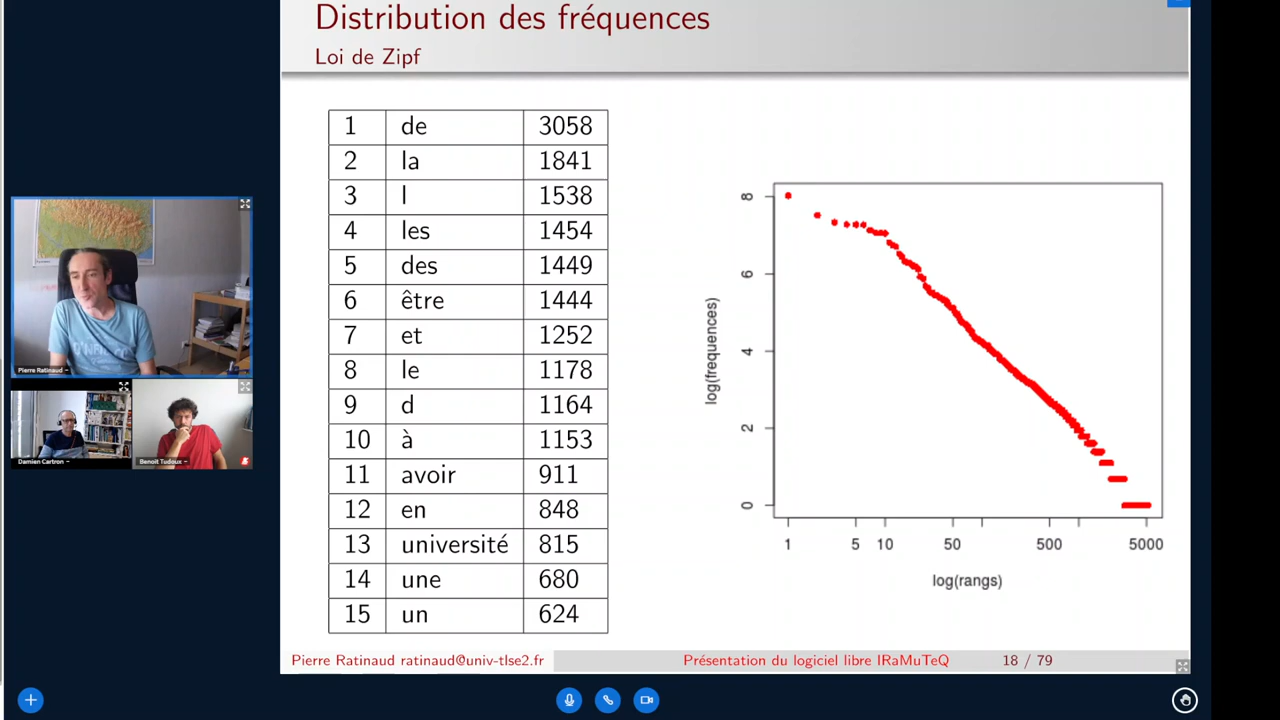 Distribution des fréquences
Loi de Zipf
1 de 3058
2 la 1841
3 l 1538
4 les 1454
5 des 1449
6 être 1444
7 et 1252
8 le 1178
9 d 1164
10 à 1153
11 avoir 911
12 en 848
13 université 815
14 une 680
15 un 624
log(frequences)
8
6
4
2
0
1 5 10 50 500 5000
log(rangs)
Pierre Ratinaud
Damien Cartron
Benoit Tudoux
Pierre Ratinaud ratinaud@univ-tlse2.fr Présentation du logiciel libre IRaMuTeQ 18 / 79